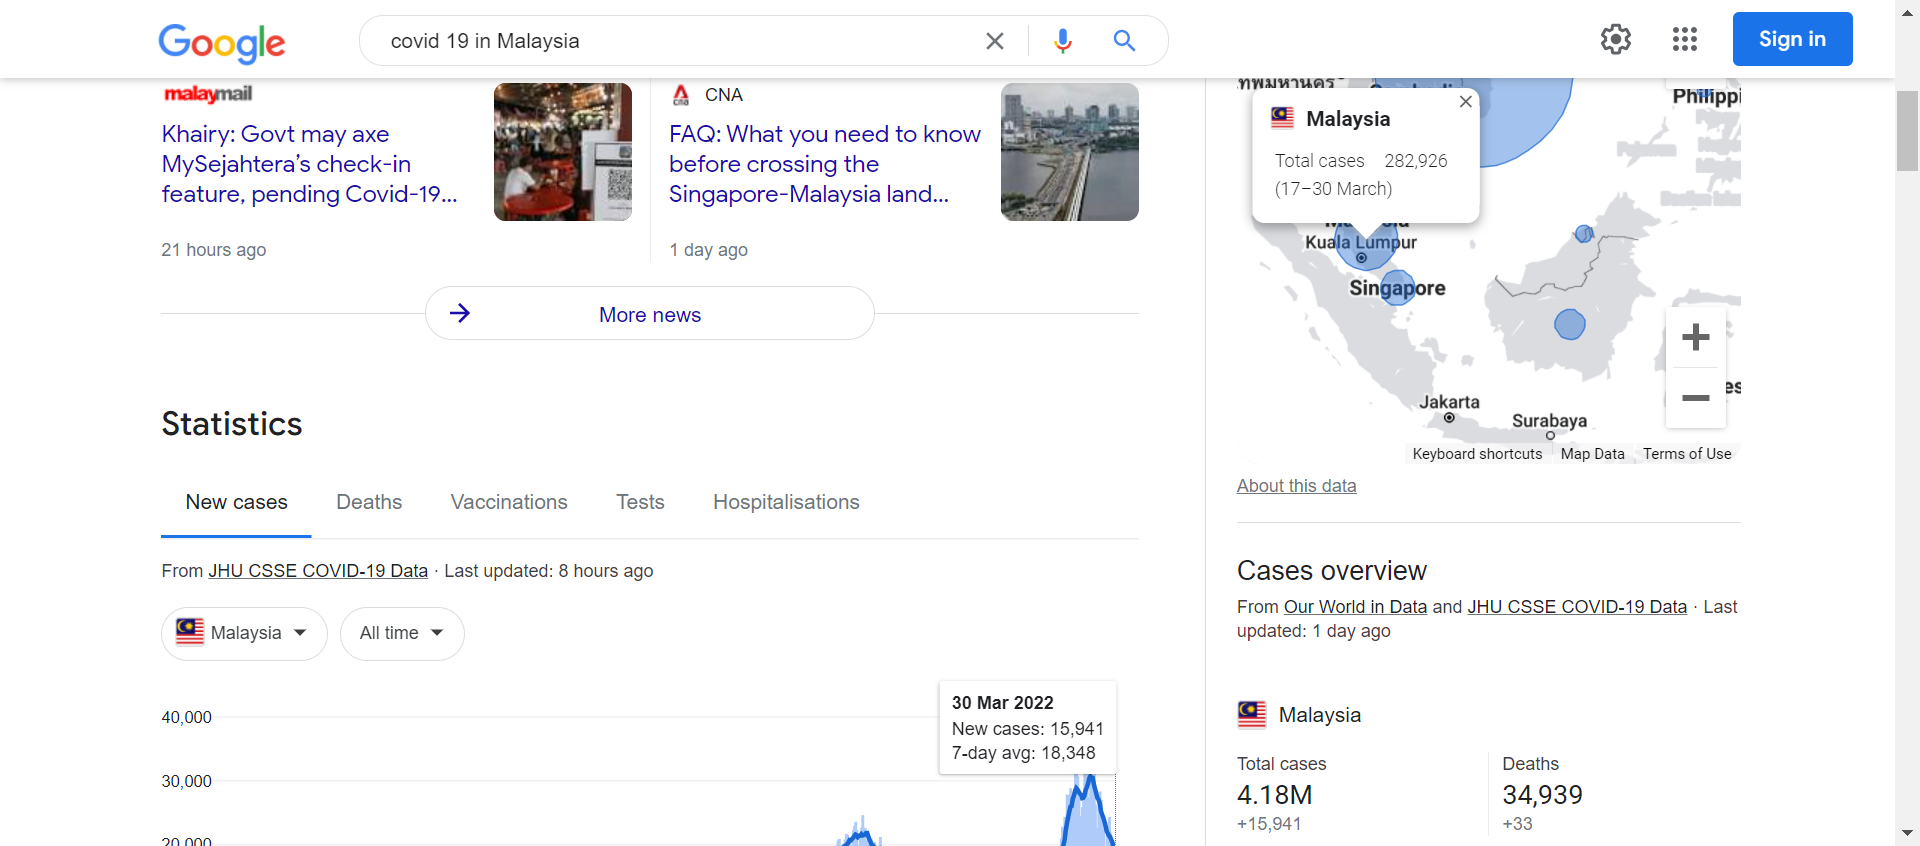 Google
covid 19 in Malaysia
Sign in
malaymail
Khairy: Govt may axe
MySejahtera's check-in
feature, pending Covid-19...
21 hours ago
CNA
FAQ: What you need to know
before crossing the
Singapore-Malaysia land...
1 day ago
More news
Statistics
New cases
Deaths
Vaccinations
Tests
Hospitalisations
From JHU CSSE COVID-19 Data · Last updated: 8 hours ago
Malaysia
All time
40,000
30,000
20,000
30 Mar 2022
New cases: 15,941
7-day avg: 18,348
Philippi
Malaysia
Total cases 282,926
(17–30 March)
Kuala Lumpur
Singapore
Jakarta
Surabaya
es
Keyboard shortcuts
Map Data
Terms of Use
About this data
Cases overview
From Our World in Data and JHU CSSE COVID-19 Data · Last
updated: 1 day ago
Malaysia
Total cases
4.18M
+15,941
Deaths
34,939
+33